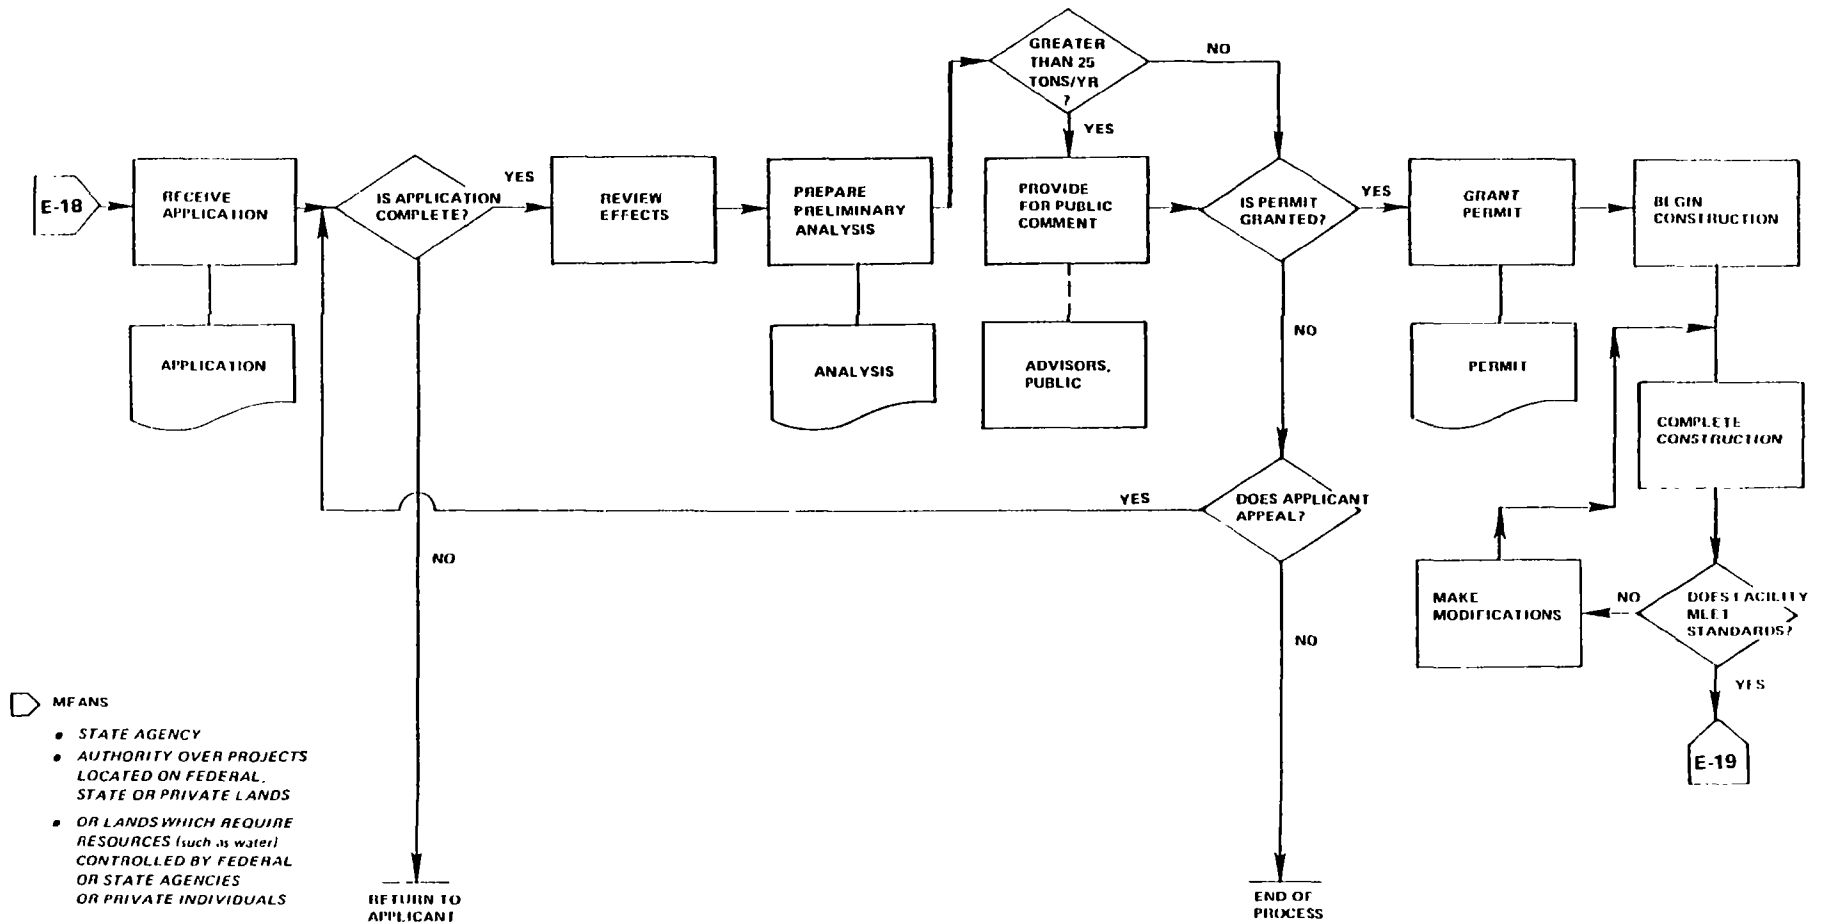 GREATER
THAN 25
TONS/YR
?
NO
YES
E-18
RECEIVE
APPLICATION
IS APPLICATION
COMPLETE?
YES
REVIEW
EFFECTS
PREPARE
PRELIMINARY
ANALYSIS
PROVIDE
FOR PUBLIC
COMMENT
IS PERMIT
GRANTED?
YES
GRANT
PERMIT
BEGIN
CONSTRUCTION
APPLICATION
ANALYSIS
ADVISORS,
PUBLIC
NO
PERMIT
COMPLETE
CONSTRUCTION
YES
DOES APPLICANT
APPEAL?
NO
NO
MAKE
MODIFICATIONS
NO
DOES FACILITY
MEET
STANDARDS?
YES
E-19
MEANS
• STATE AGENCY
• AUTHORITY OVER PROJECTS
LOCATED ON FEDERAL,
STATE OR PRIVATE LANDS
• OR LANDS WHICH REQUIRE
RESOURCES (such as water)
CONTROLLED BY FEDERAL
OR STATE AGENCIES
OR PRIVATE INDIVIDUALS
RETURN TO
APPLICANT
END OF
PROCESS